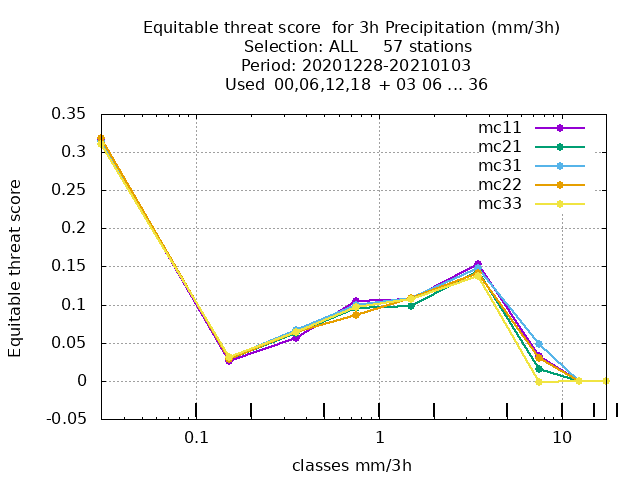 Equitable threat score  for 3h Precipitation (mm/3h)
Selection: ALL     57 stations
Period: 20201228-20210103
Used  00,06,12,18  + 03 06 ... 36
0.35
0.3
0.25
0.2
0.15
0.1
0.05
0
-0.05
Equitable threat score
mc11
mc21
mc31
mc22
mc33
0.1 1 10
classes mm/3h